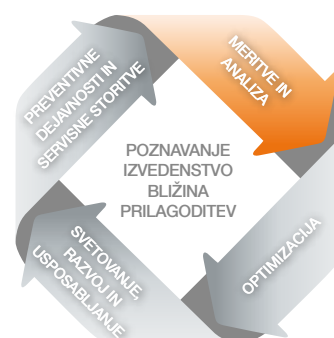 PREVENTIVNE
DEJAVNOSTI IN
SERVISNE STORITVE
MERITVE IN
ANALIZA
POZNAVANJE
IZVEDENSTVO
BLIŽINA
PRILAGODITEV
OPTIMIZACIJA
SVETOVANJE,
RAZVOJ IN
USPOSABLJANJE